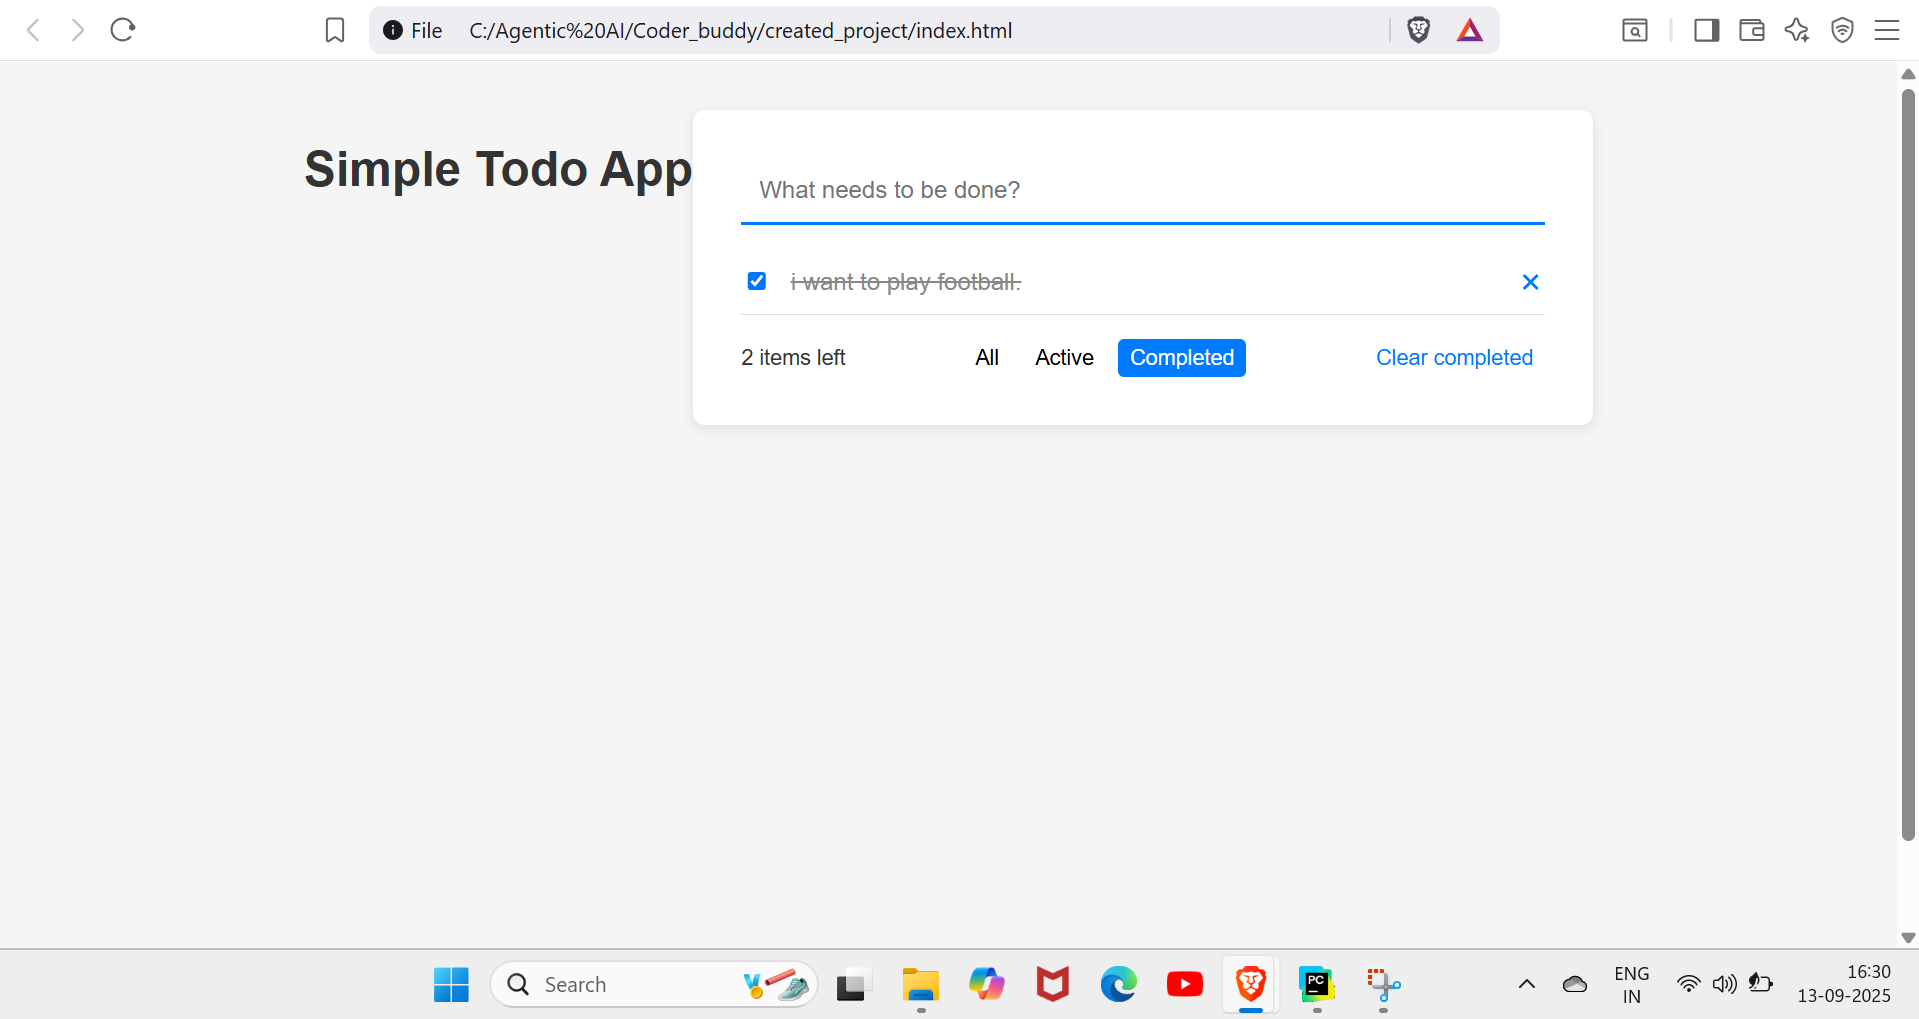 File C:/Agentic%20AI/Coder_buddy/created_project/index.html
Simple Todo App
What needs to be done?
i want to play football.
2 items left All Active Completed Clear completed
Search
PC
ENG
IN
16:30
13-09-2025